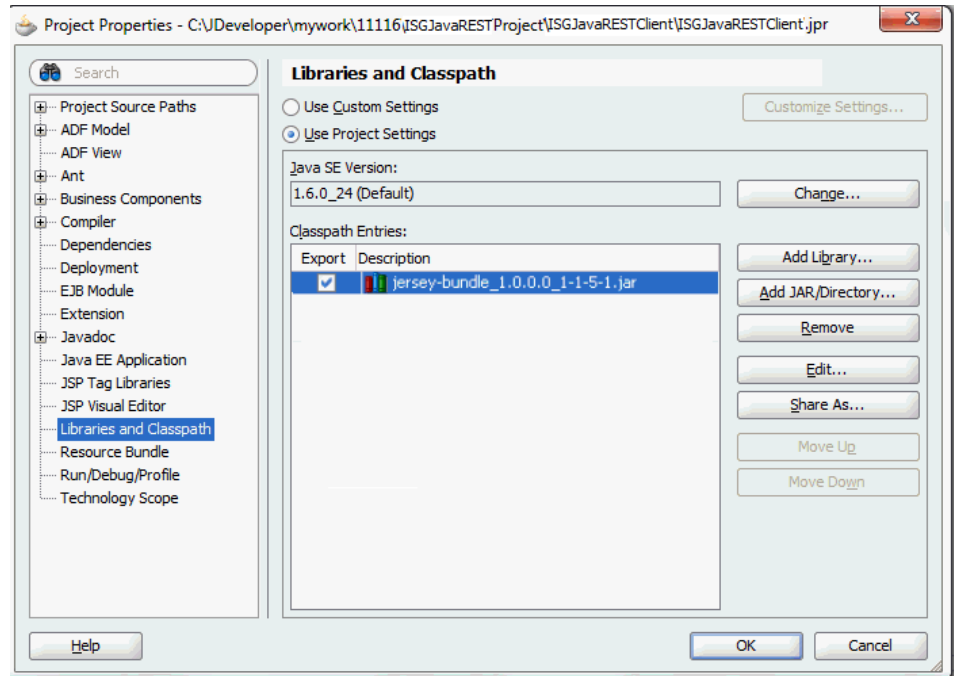 Project Properties - C:\JDeveloper\mywork\11116\ISGJavaRESTProject\ISGJavaRESTClient\ISGJavaRESTClient.jpr
Search
Project Source Paths
ADF Model
ADF View
Ant
Business Components
Compiler
Dependencies
Deployment
EJB Module
Extension
Javadoc
Java EE Application
JSP Tag Libraries
JSP Visual Editor
Libraries and Classpath
Resource Bundle
Run/Debug/Profile
Technology Scope
Libraries and Classpath
Use Custom Settings
Customize Settings...
Use Project Settings
Java SE Version:
1.6.0_24 (Default)
Change...
Classpath Entries:
Export Description
jersey-bundle_1.0.0.0_1-1-5-1.jar
Add Library...
Add JAR/Directory...
Remove
Edit...
Share As...
Move Up
Move Down
Help
OK
Cancel